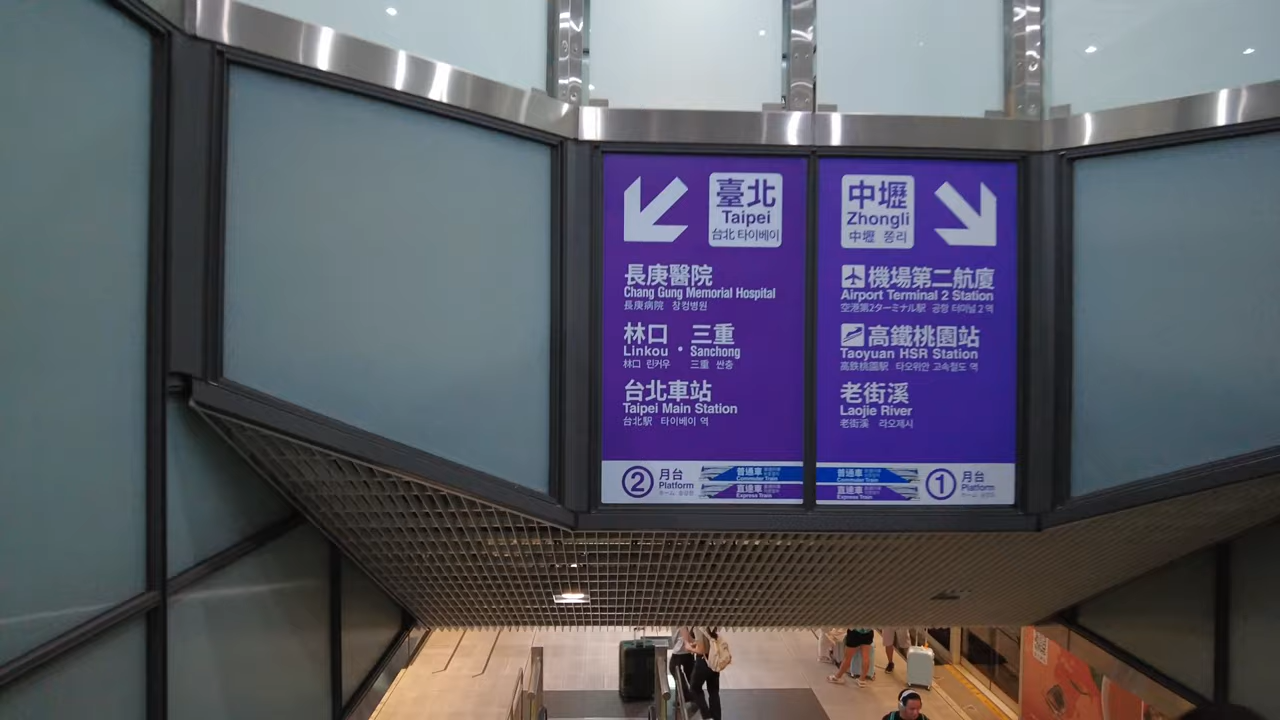 臺北
Taipei
台北 타이베이
長庚醫院
Chang Gung Memorial Hospital
長庚病院 창겅병원
林口 · 三重
Linkou · Sanchong
林口 린커우 三重 싼충
台北車站
Taipei Main Station
台北駅 타이베이 역
2 月台
Platform
普通車
Commuter Train
直達車
Express Train
中壢
Zhongli
中壢 쭝리
機場第二航廈
Airport Terminal 2 Station
空港第2ターミナル駅 공항 터미널 2 역
高鐵桃園站
Taoyuan HSR Station
高鉄桃園駅 타오위안 고속철도 역
老街溪
Laojie River
老街渓 라오제시
普通車
Commuter Train
直達車
Express Train
1 月台
Platform